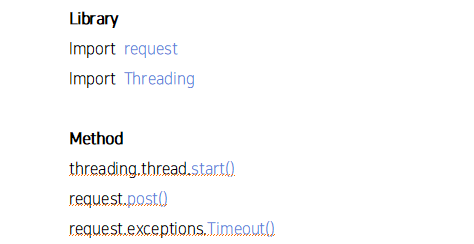 Library
Import request
Import Threading
Method
threading.thread.start()
request.post()
request.exceptions.Timeout()